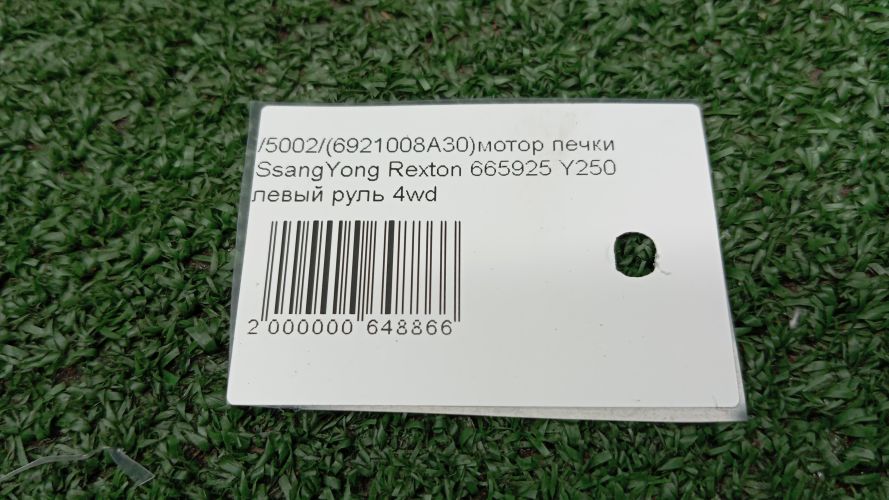 /5002/(6921008A30)мотор печки
SsangYong Rexton 665925 Y250
левый руль 4wd
2 000000 648866